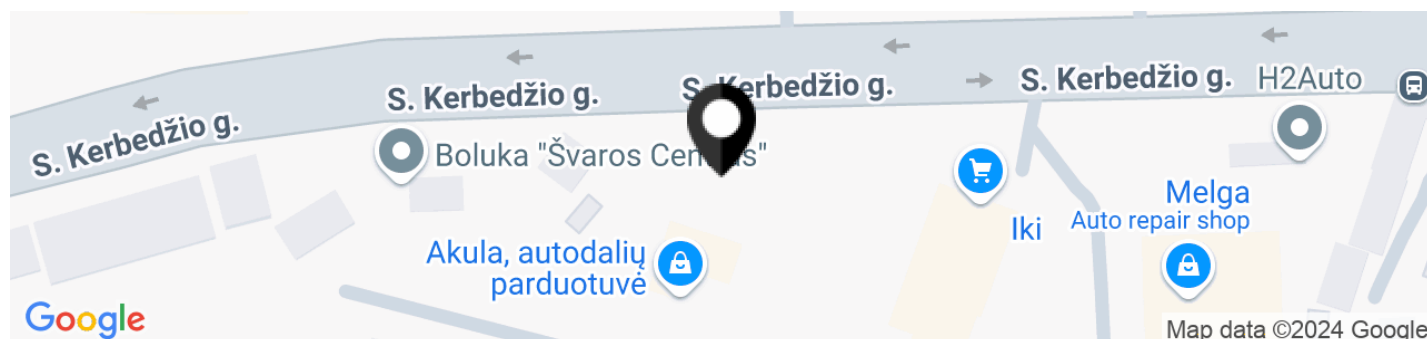 S. Kerbedžio g.
S. Kerbedžio g.
S. Kerbedžio g.
S. Kerbedžio g.
H2Auto
Boluka "Švaros
Iki
Melga
Auto repair shop
Akula, autodalių
parduotuvė
Google
Map data ©2024 Google